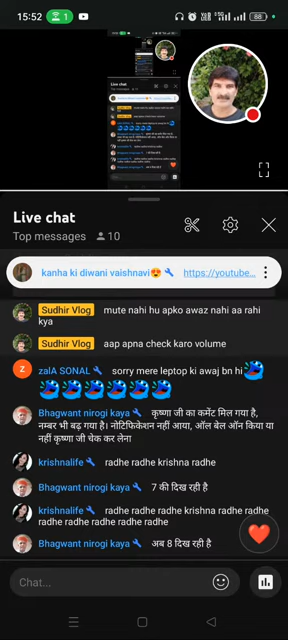 15:52
1
88
Live chat
Top messages 10
kanha ki diwani vaishnavi😍 https://youtube...
Sudhir Vlog mute nahi hu apko awaz nahi aa rahi
kya
Sudhir Vlog aap apna check karo volume
Z
zalA SONAL sorry mere leptop ki awaj bn hi
Bhagwant nirogi kaya कृष्णा जी का कमेंट मिल गया है,
नम्बर भी बढ़ गया है। नोटिफिकेशन नहीं आया, ऑल बेल ऑन किया या
नहीं कृष्णा जी चेक कर लेना
krishnalife radhe radhe krishna radhe
Bhagwant nirogi kaya 7 की दिख रही है
krishnalife radhe radhe radhe krishna radhe radhe
radhe radhe radhe radhe radhe radhe
Bhagwant nirogi kaya अब 8 दिख रही है
Chat...